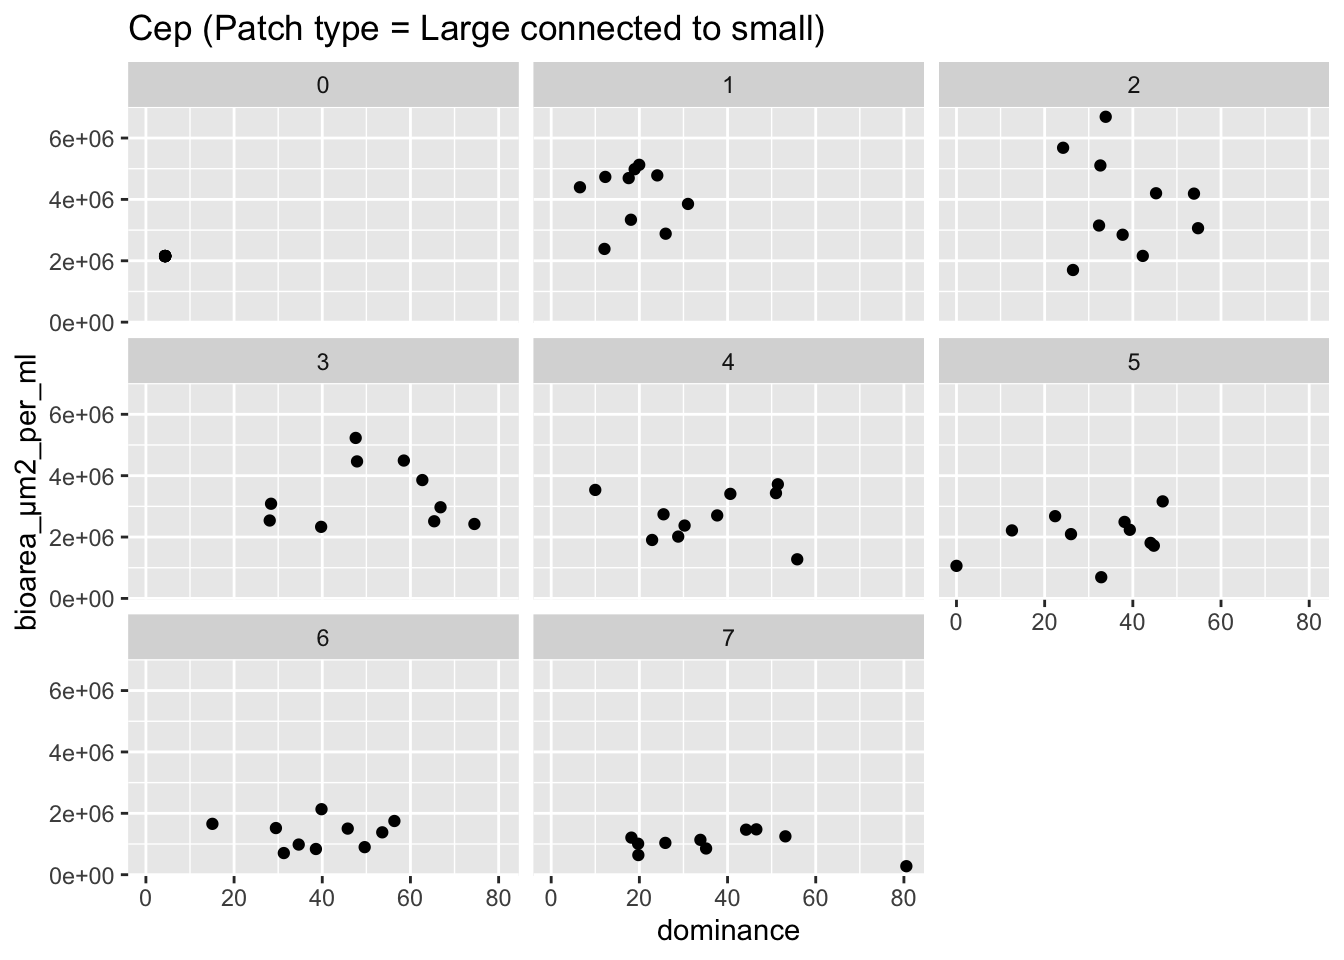 Cep (Patch type = Large connected to small)
0 1 2
6e+06
4e+06
2e+06
0e+00
3 4 5
6e+06
4e+06
2e+06
0e+00
0 20 40 60 80
6 7
6e+06
4e+06
2e+06
0e+00
0 20 40 60 80 0 20 40 60 80
dominance
bioarea_µm2_per_ml